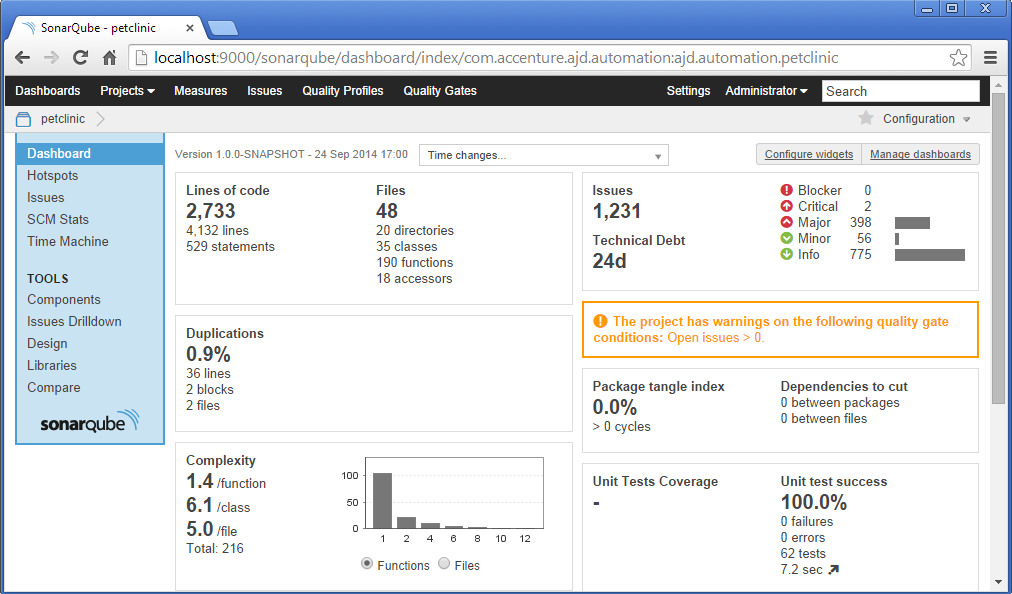 SonarQube - petclinic
localhost:9000/sonarqube/dashboard/index/com.accenture.ajd.automation:ajd.automation.petclinic
Dashboards Projects Measures Issues Quality Profiles Quality Gates Settings Administrator Search
petclinic Configuration
Dashboard
Hotspots
Issues
SCM Stats
Time Machine
TOOLS
Components
Issues Drilldown
Design
Libraries
Compare
sonarqube
Version 1.0.0-SNAPSHOT - 24 Sep 2014 17:00 Time changes... Configure widgets Manage dashboards
Lines of code
2,733
4,132 lines
529 statements
Files
48
20 directories
35 classes
190 functions
18 accessors
Duplications
0.9%
36 lines
2 blocks
2 files
Complexity
1.4 /function
6.1 /class
5.0 /file
Total: 216
100
50
0
1 2 4 6 8 10 12
Functions Files
Issues
1,231
Technical Debt
24d
Blocker 0
Critical 2
Major 398
Minor 56
Info 775
The project has warnings on the following quality gate
conditions: Open issues > 0.
Package tangle index
0.0%
> 0 cycles
Dependencies to cut
0 between packages
0 between files
Unit Tests Coverage
-
Unit test success
100.0%
0 failures
0 errors
62 tests
7.2 sec